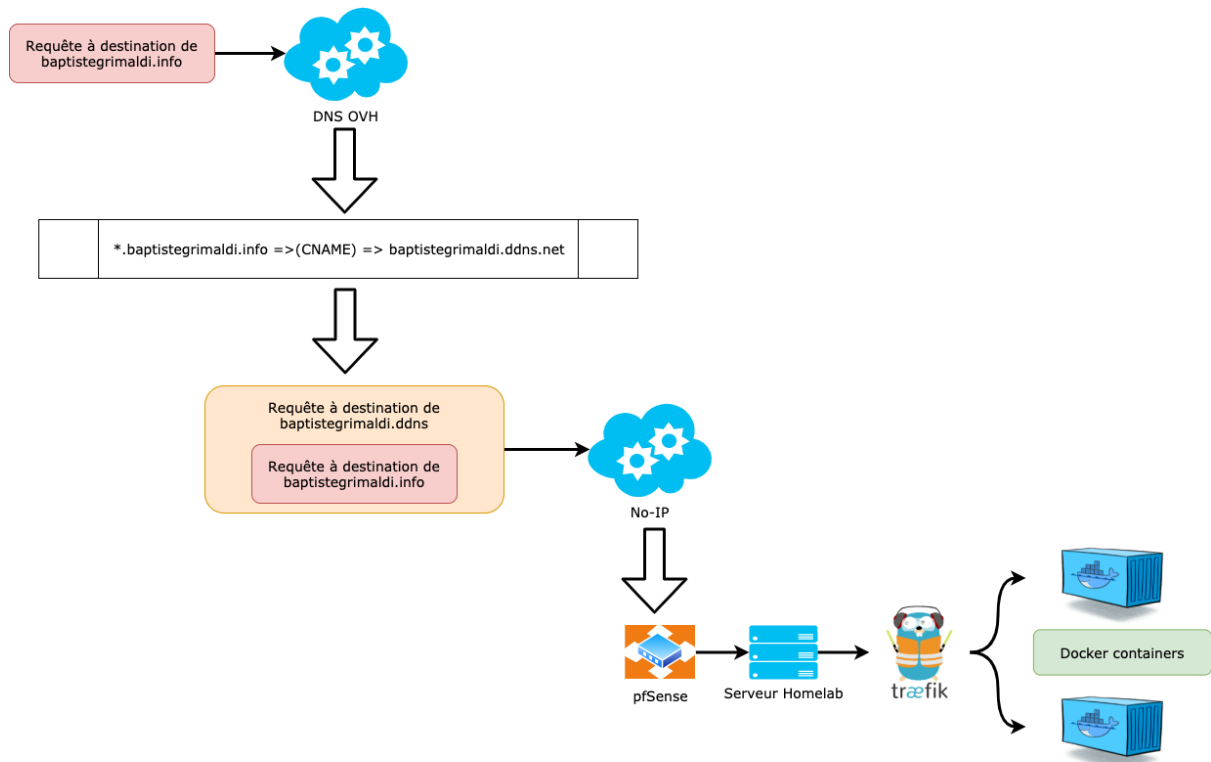 Requête à destination de
baptistegrimaldi.info
DNS OVH
*.baptistegrimaldi.info =>(CNAME) => baptistegrimaldi.ddns.net
Requête à destination de
baptistegrimaldi.ddns
Requête à destination de
baptistegrimaldi.info
No-IP
pfSense
Serveur Homelab
træfik
Docker containers